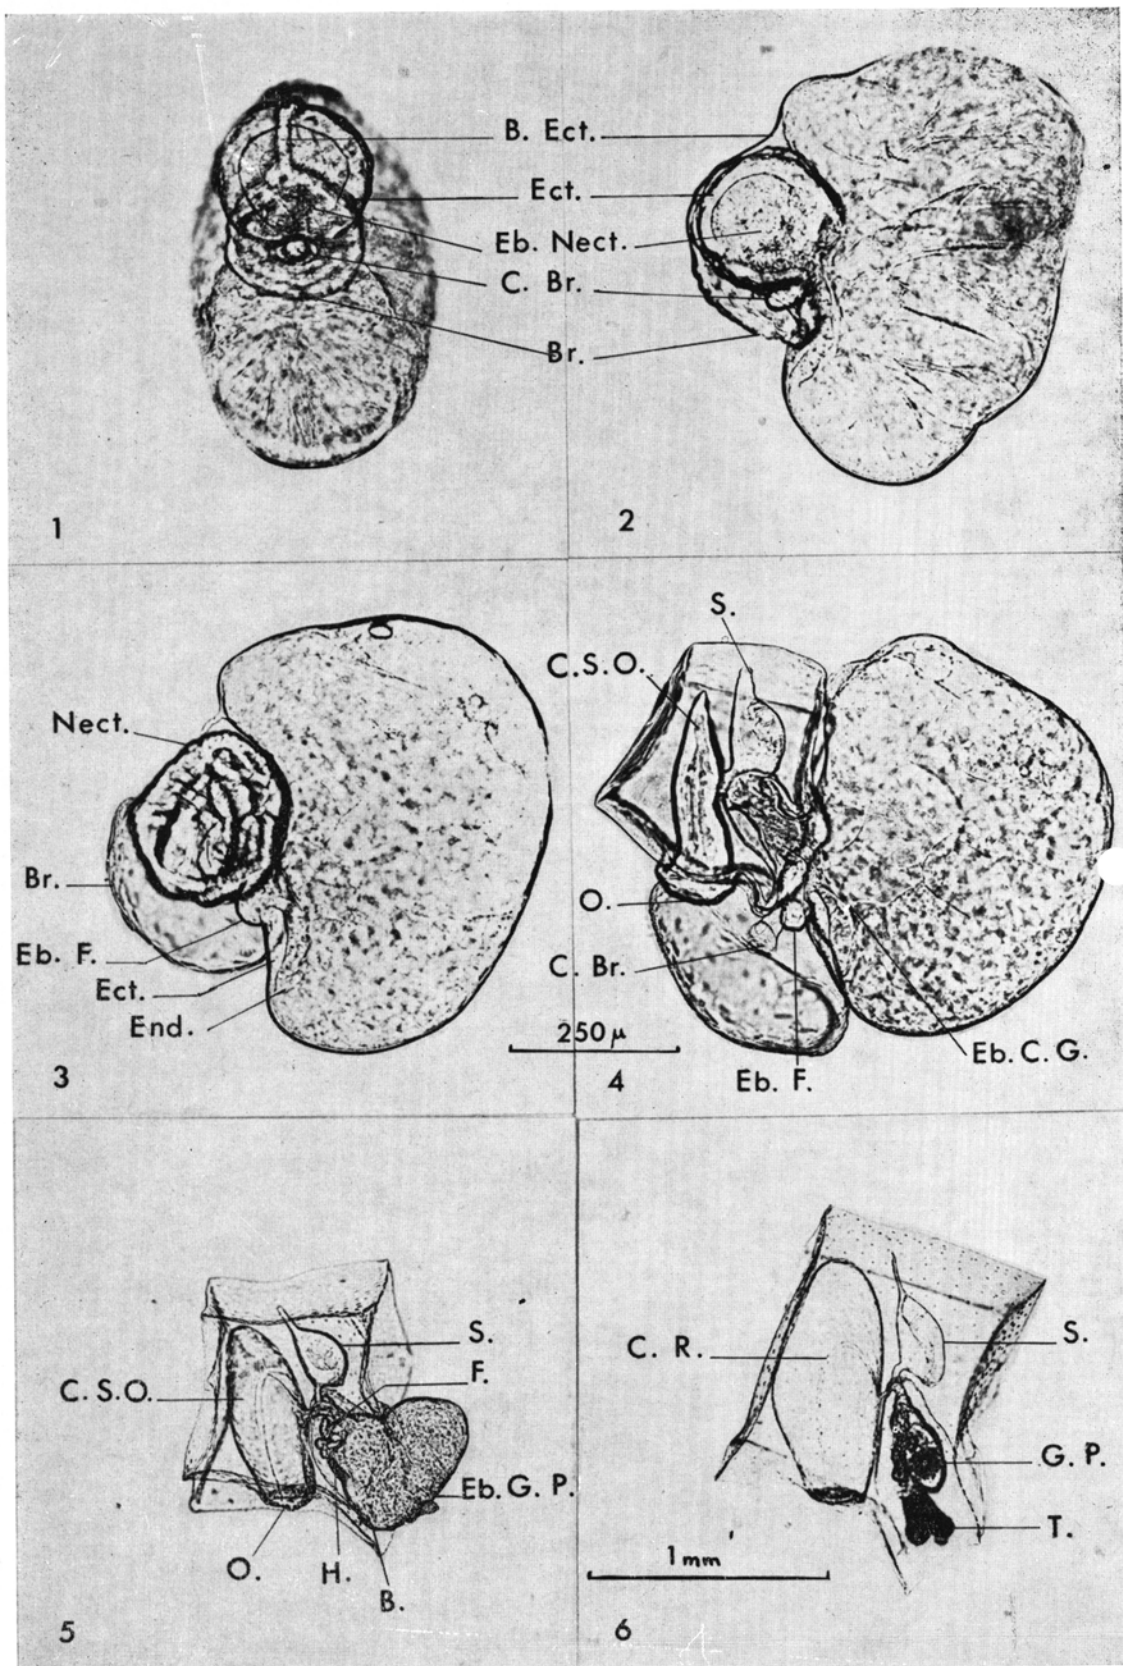 B. Ect.
Ect.
Eb. Nect.
C. Br.
Br.
1
2
S.
C.S.O.
Nect.
Br.
Eb. F.
Ect.
End.
O.
C. Br.
250 μ
Eb. C. G.
Eb. F.
3
4
S.
F.
C. S.O.
Eb. G. P.
O.
H.
B.
5
C. R.
S.
G. P.
T.
1 mm
6